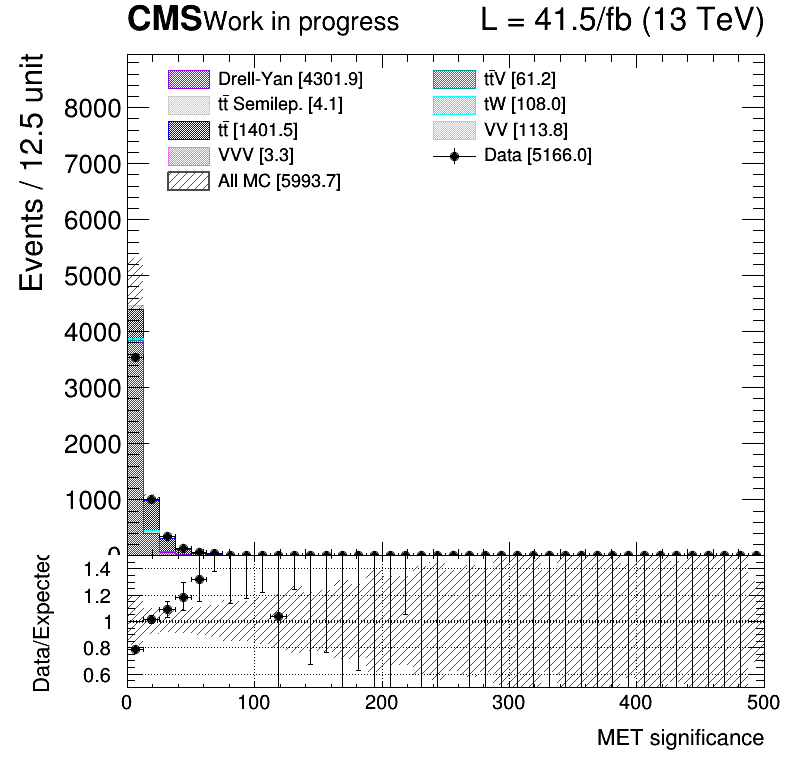 CMS Work in progress L = 41.5/fb (13 TeV)
Events / 12.5 unit
Drell-Yan [4301.9]
tt̄ Semilep. [4.1]
tt̄ [1401.5]
VVV [3.3]
All MC [5993.7]
tt̄V [61.2]
tW [108.0]
VV [113.8]
Data [5166.0]
8000
7000
6000
5000
4000
3000
2000
1000
0
Data/Expected
1.4
1.2
1
0.8
0.6
0 100 200 300 400 500
MET significance